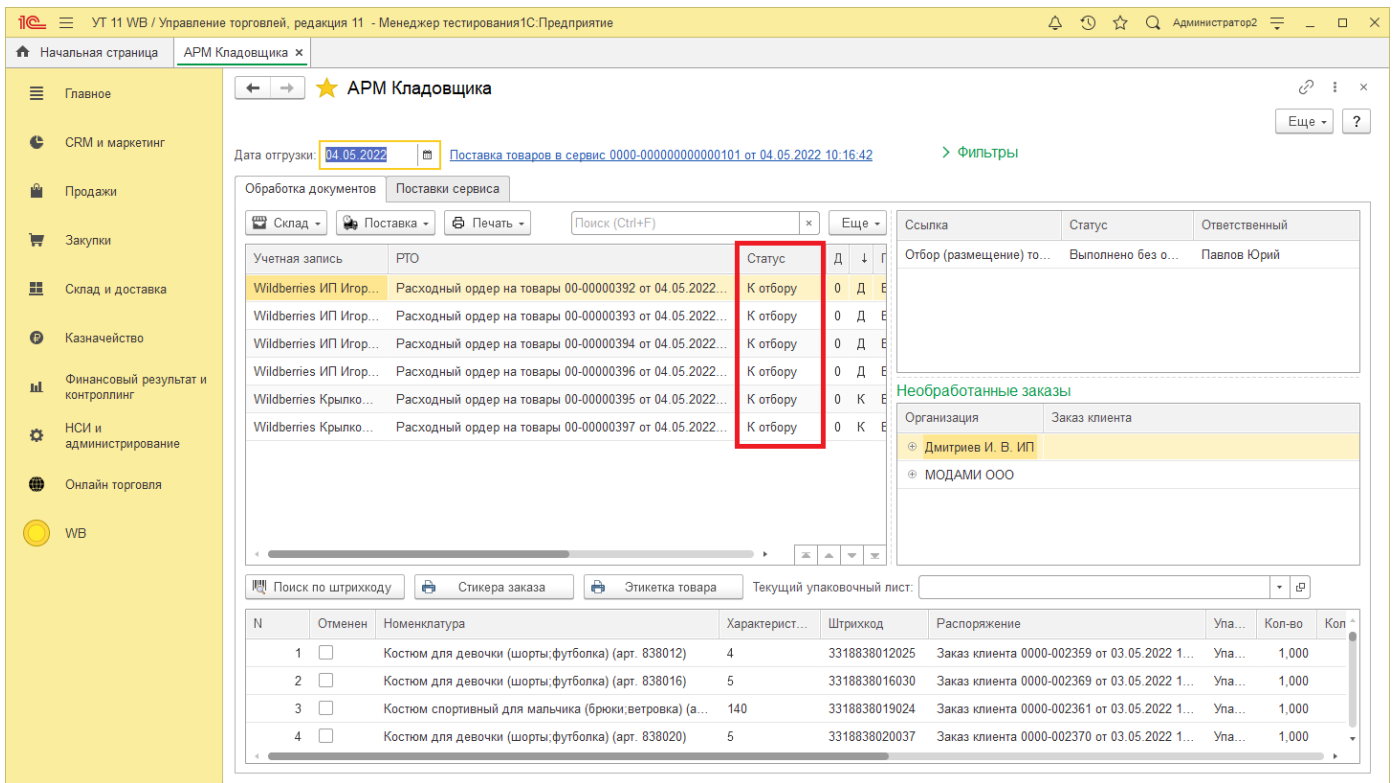 1С УТ 11 WB / Управление торговлей, редакция 11 - Менеджер тестирования1С:Предприятие Администратор2
Начальная страница АРМ Кладовщика ×
Главное
CRM и маркетинг
Продажи
Закупки
Склад и доставка
Казначейство
Финансовый результат и
контроллинг
НСИ и
администрирование
Онлайн торговля
WB
АРМ Кладовщика
Еще ?
Дата отгрузки: 04.05.2022 Поставка товаров в сервис 0000-000000000000101 от 04.05.2022 10:16:42 Фильтры
Обработка документов Поставки сервиса
Склад Поставка Печать Поиск (Ctrl+F) × Еще
Учетная запись РТО Статус Д ↓ Г
Wildberries ИП Игор... Расходный ордер на товары 00-00000392 от 04.05.2022... К отбору 0 Д Е
Wildberries ИП Игор... Расходный ордер на товары 00-00000393 от 04.05.2022... К отбору 0 Д Е
Wildberries ИП Игор... Расходный ордер на товары 00-00000394 от 04.05.2022... К отбору 0 Д Е
Wildberries ИП Игор... Расходный ордер на товары 00-00000396 от 04.05.2022... К отбору 0 Д Е
Wildberries Крылко... Расходный ордер на товары 00-00000395 от 04.05.2022... К отбору 0 К Е
Wildberries Крылко... Расходный ордер на товары 00-00000397 от 04.05.2022... К отбору 0 К Е
Ссылка Статус Ответственный
Отбор (размещение) то... Выполнено без о... Павлов Юрий
Необработанные заказы
Организация Заказ клиента
Дмитриев И. В. ИП
МОДАМИ ООО
Поиск по штрихкоду Стикера заказа Этикетка товара Текущий упаковочный лист:
N Отменен Номенклатура Характерист... Штрихкод Распоряжение Упа... Кол-во Кол
1 Костюм для девочки (шорты;футболка) (арт. 838012) 4 3318838012025 Заказ клиента 0000-002359 от 03.05.2022 1... Упа... 1,000
2 Костюм для девочки (шорты;футболка) (арт. 838016) 5 3318838016030 Заказ клиента 0000-002369 от 03.05.2022 1... Упа... 1,000
3 Костюм спортивный для мальчика (брюки;ветровка) (а... 140 3318838019024 Заказ клиента 0000-002361 от 03.05.2022 1... Упа... 1,000
4 Костюм для девочки (шорты;футболка) (арт. 838020) 5 3318838020037 Заказ клиента 0000-002370 от 03.05.2022 1... Упа... 1,000